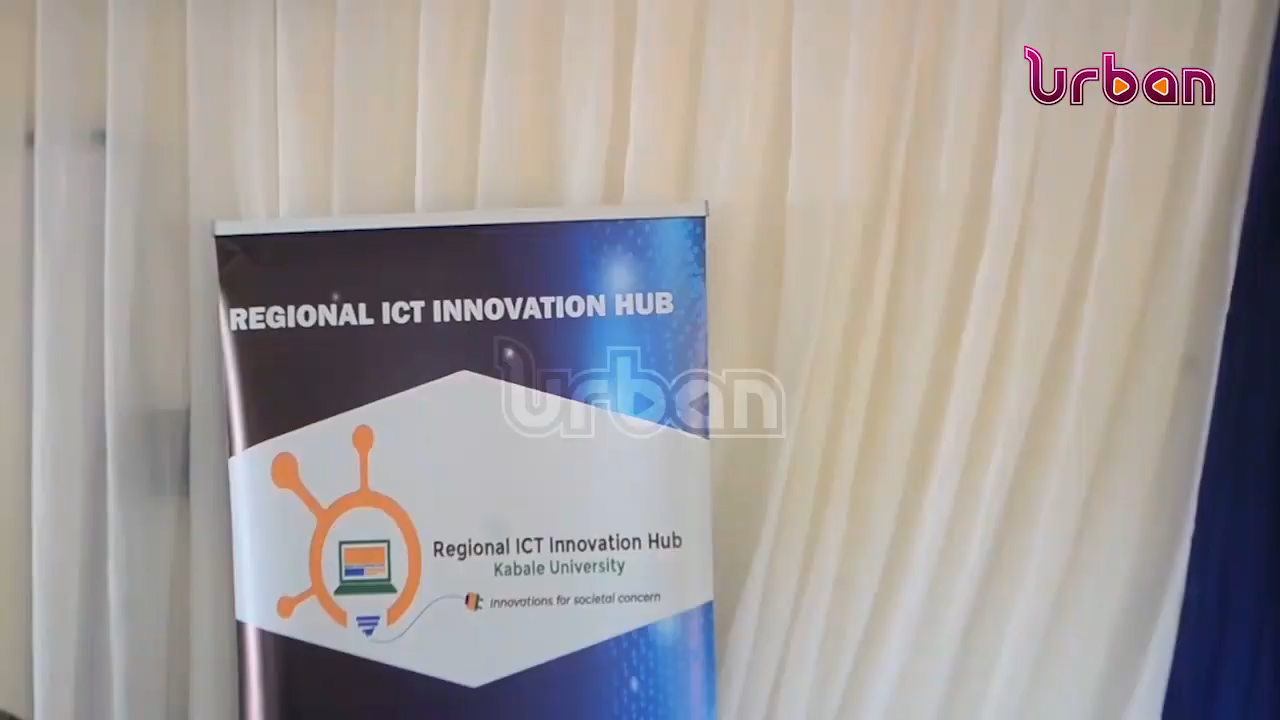 Urban
REGIONAL ICT INNOVATION HUB
Urban
Regional ICT Innovation Hub
Kabale University
innovations for societal concern